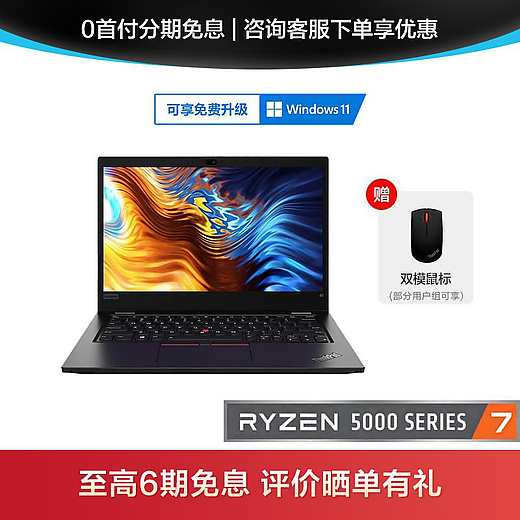 0首付分期免息 | 咨询客服下单享优惠
可享免费升级 Windows 11
赠
ThinkPad
双模鼠标
(部分用户组可享)
RYZEN 5000 SERIES 7
至高6期免息 评价晒单有礼